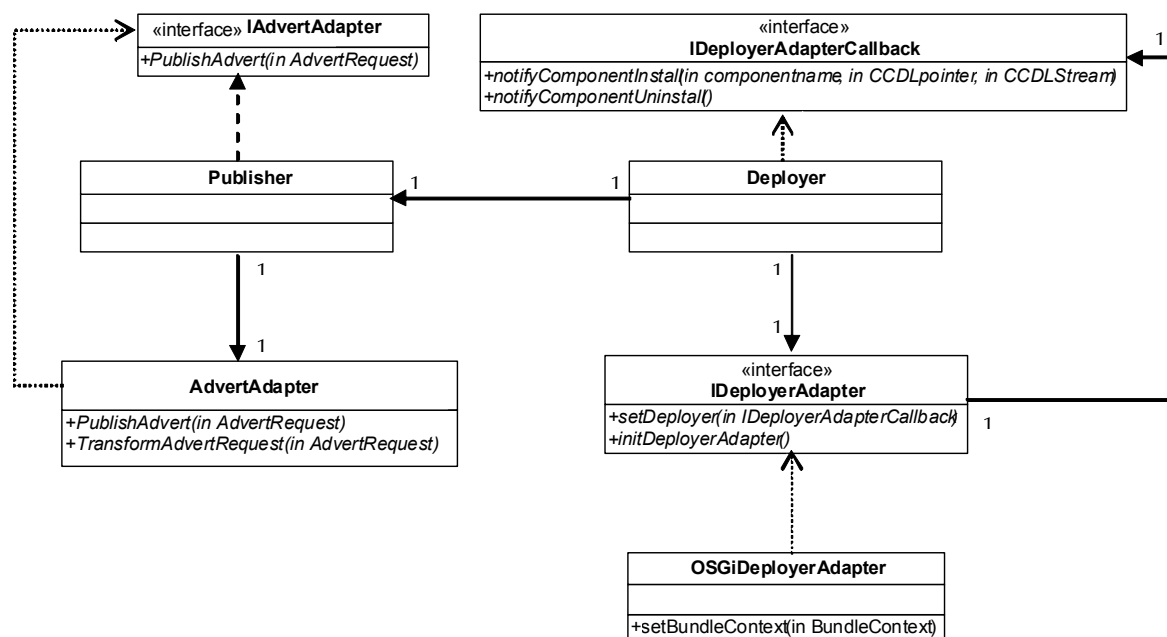 «interface» IAdvertAdapter
+PublishAdvert(in AdvertRequest)
«interface»
IDeployerAdapterCallback
+notifyComponentInstall(in componentname, in CCDLpointer, in CCDLStream)
+notifyComponentUninstall()
1
Publisher
1
1
Deployer
1
1
1
1
AdvertAdapter
+PublishAdvert(in AdvertRequest)
+TransformAdvertRequest(in AdvertRequest)
«interface»
IDeployerAdapter
+setDeployer(in IDeployerAdapterCallback)
+initDeployerAdapter()
1
OSGiDeployerAdapter
+setBundleContext(in BundleContext)